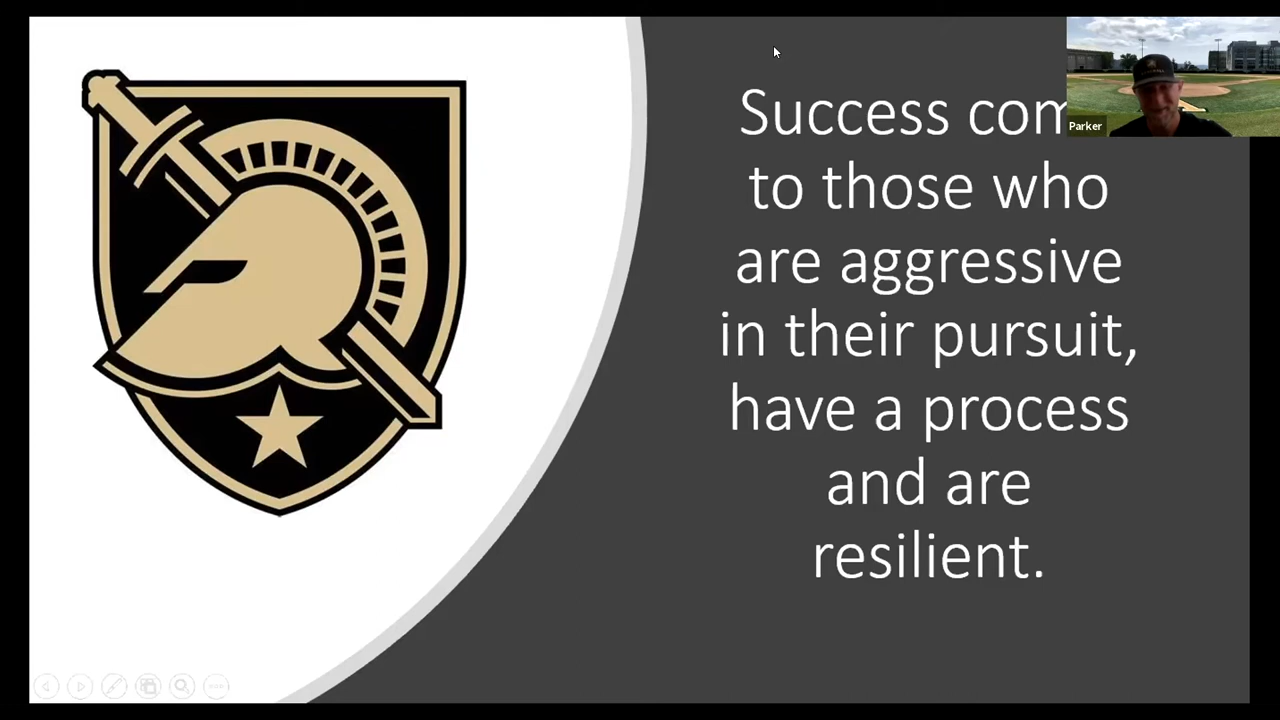 Success com
to those who
are aggressive
in their pursuit,
have a process
and are
resilient.
Parker